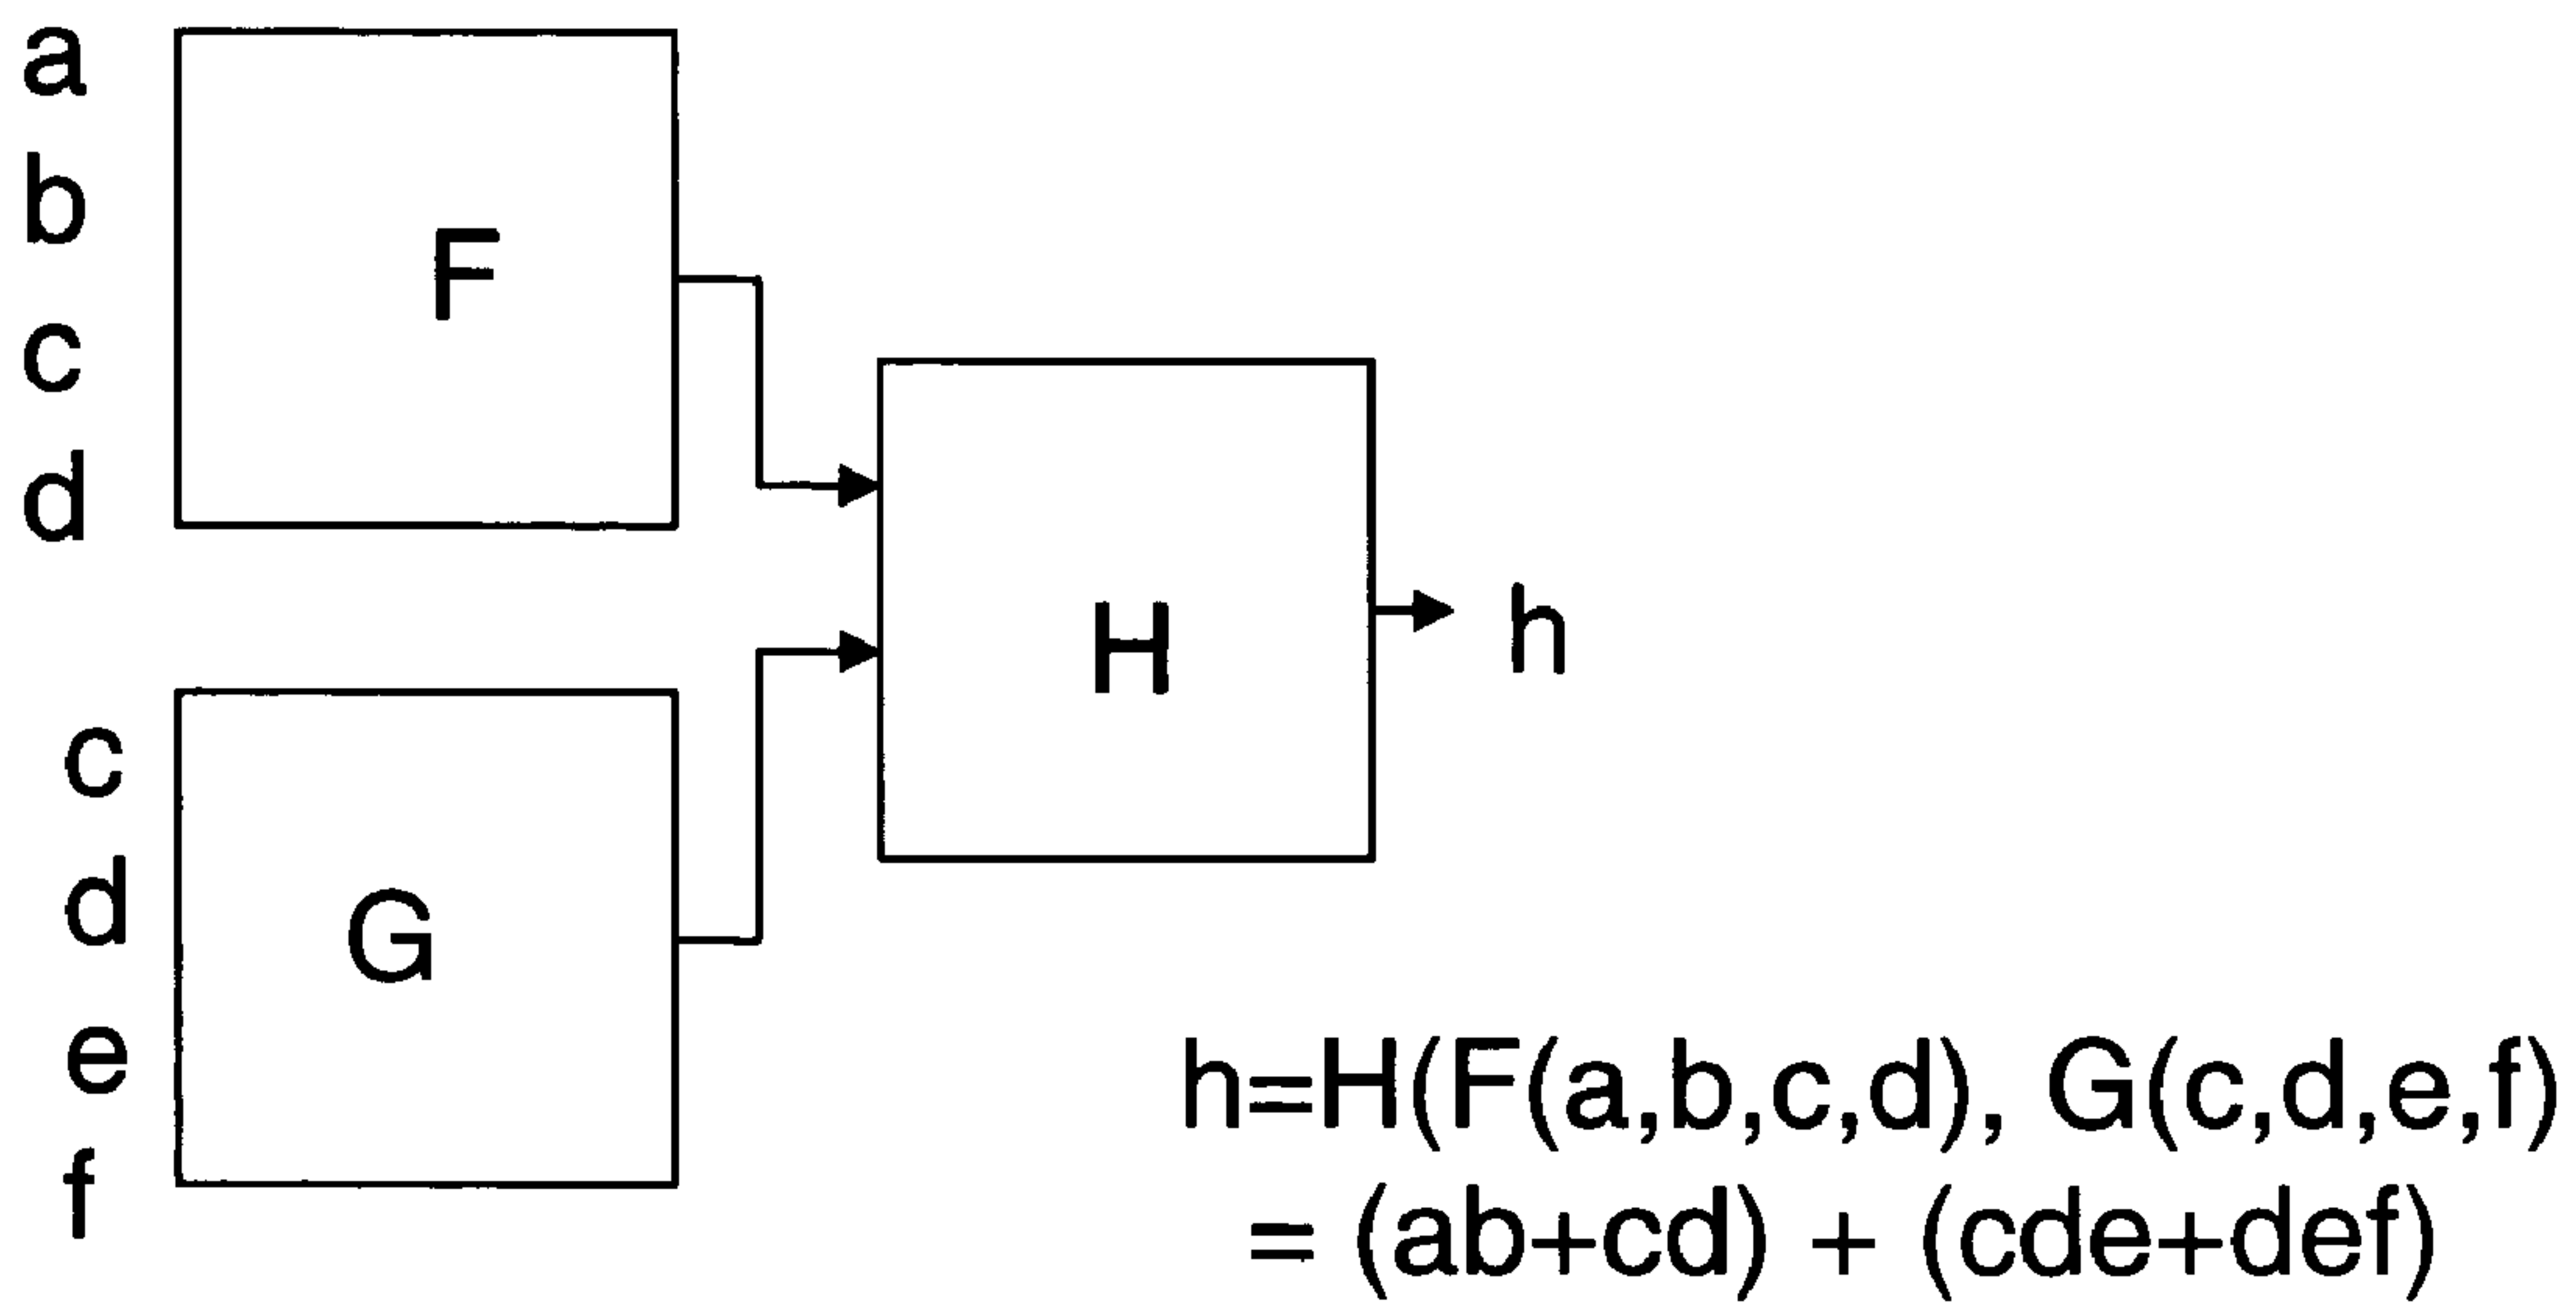 a
b
c
d
F
c
d
e
f
G
H
h
h=H(F(a,b,c,d), G(c,d,e,f)
= (ab+cd) + (cde+def)